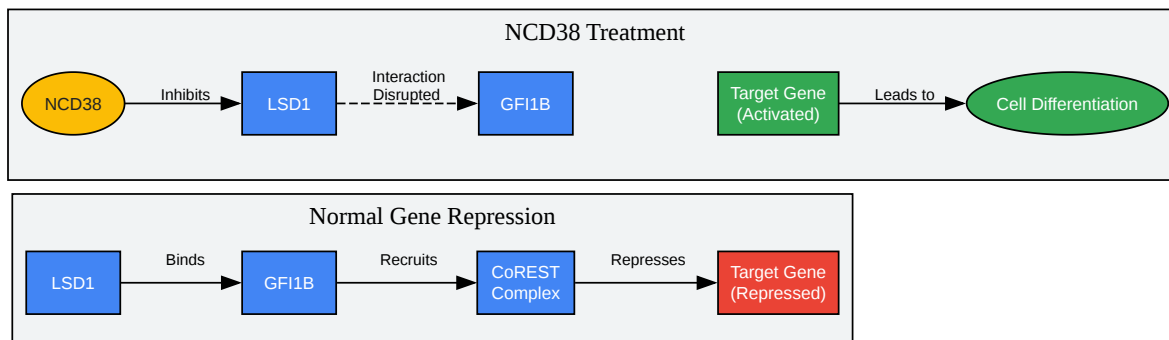 NCD38 Treatment
NCD38
Inhibits
LSD1
Interaction
Disrupted
GFI1B
Target Gene
(Activated)
Leads to
Cell Differentiation
Normal Gene Repression
LSD1
Binds
GFI1B
Recruits
CoREST
Complex
Represses
Target Gene
(Repressed)